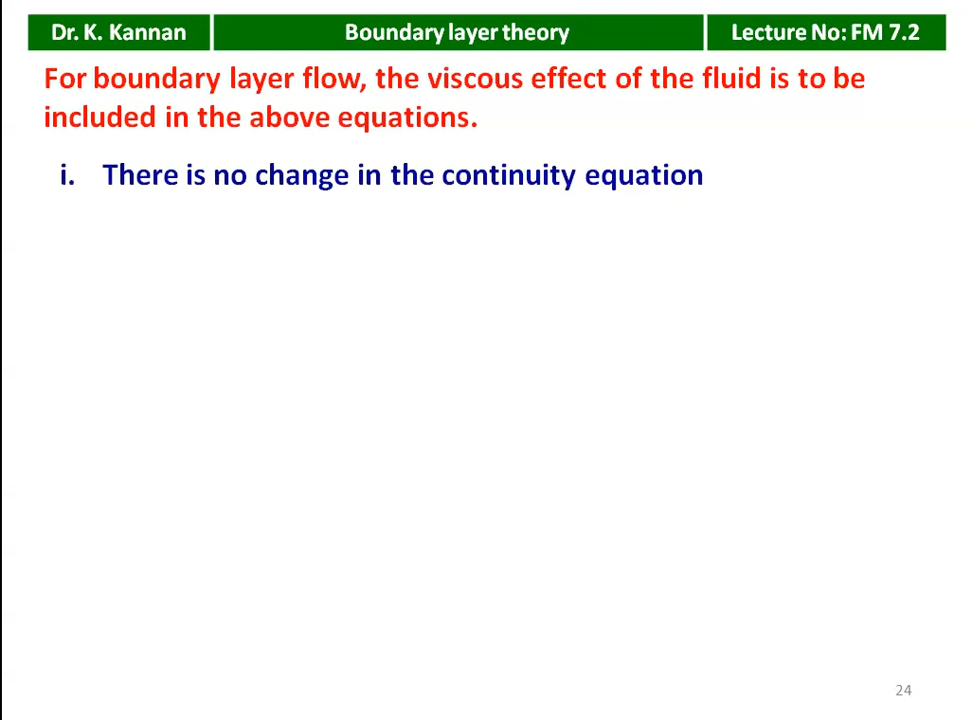 Dr. K. Kannan
Boundary layer theory
Lecture No: FM 7.2
For boundary layer flow, the viscous effect of the fluid is to be
included in the above equations.
i. There is no change in the continuity equation
24